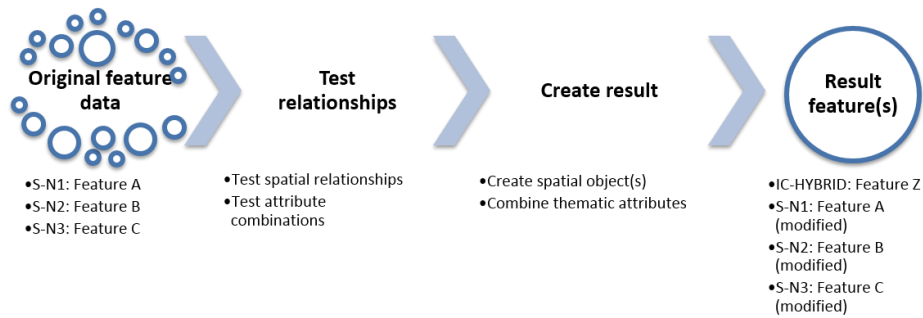 Original feature
data
Test
relationships
Create result
Result
feature(s)
•S-N1: Feature A
•S-N2: Feature B
•S-N3: Feature C
•Test spatial relationships
•Test attribute
combinations
•Create spatial object(s)
•Combine thematic attributes
•IC-HYBRID: Feature Z
•S-N1: Feature A
(modified)
•S-N2: Feature B
(modified)
•S-N3: Feature C
(modified)